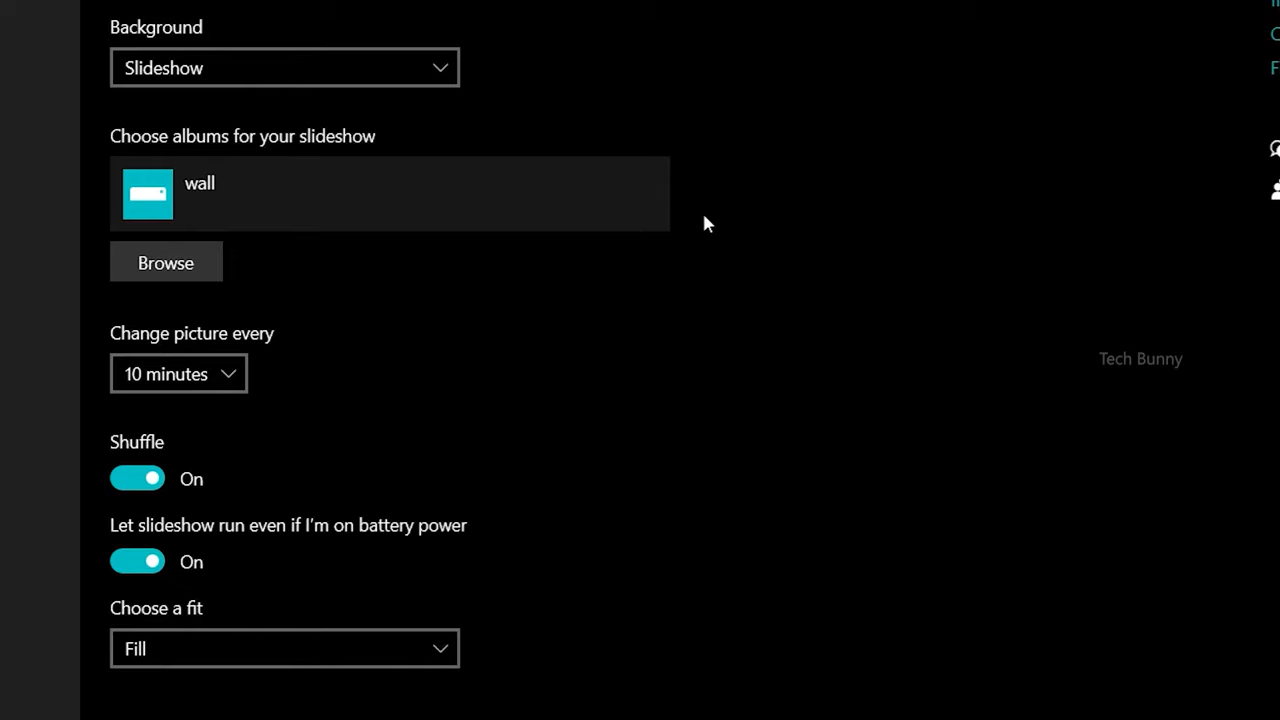 Background
Slideshow
Choose albums for your slideshow
wall
Browse
Change picture every
10 minutes
Tech Bunny
Shuffle
On
Let slideshow run even if I'm on battery power
On
Choose a fit
Fill